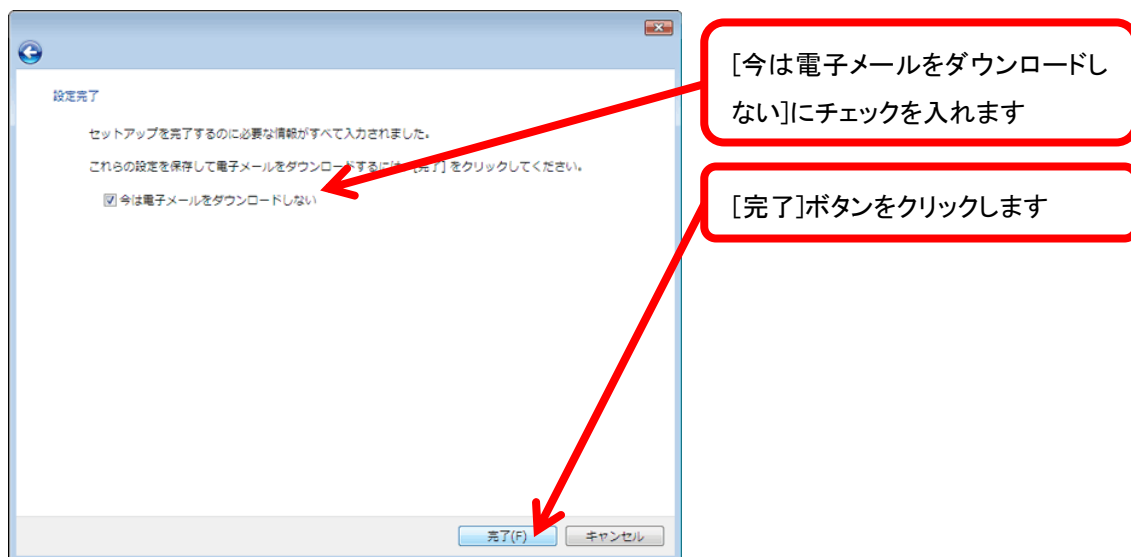 設定完了
セットアップを完了するのに必要な情報がすべて入力されました。
これらの設定を保存して電子メールをダウンロードするには、[完了] をクリックしてください。
今は電子メールをダウンロードしない
完了(F)
キャンセル
[今は電子メールをダウンロードし
ない]にチェックを入れます
[完了]ボタンをクリックします